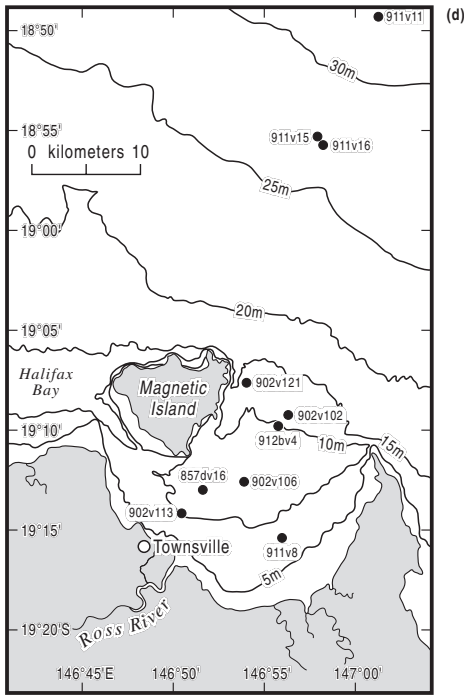 (d)
18°50'
911v11
30m
18°55'
911v15
911v16
0 kilometers 10
25m
19°00'
20m
19°05'
Halifax
Bay
Magnetic
Island
902v121
902v102
19°10'
912bv4
10m
15m
857dv16
902v106
902v113
19°15'
Townsville
911v8
5m
19°20'S
Ross River
146°45'E
146°50'
146°55'
147°00'